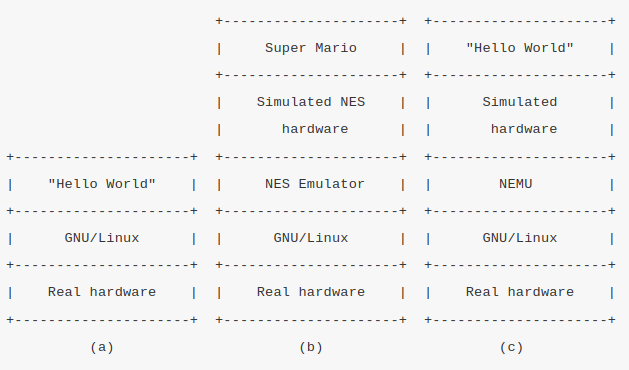 +---------------------+  +---------------------+
                         |     Super Mario     |  |    "Hello World"    |
                         +---------------------+  +---------------------+
                         |    Simulated NES    |  |      Simulated      |
                         |       hardware      |  |       hardware      |
+---------------------+  +---------------------+  +---------------------+
|    "Hello World"    |  |     NES Emulator    |  |        NEMU         |
+---------------------+  +---------------------+  +---------------------+
|      GNU/Linux      |  |      GNU/Linux      |  |      GNU/Linux      |
+---------------------+  +---------------------+  +---------------------+
|    Real hardware    |  |    Real hardware    |  |    Real hardware    |
+---------------------+  +---------------------+  +---------------------+
          (a)                      (b)                     (c)